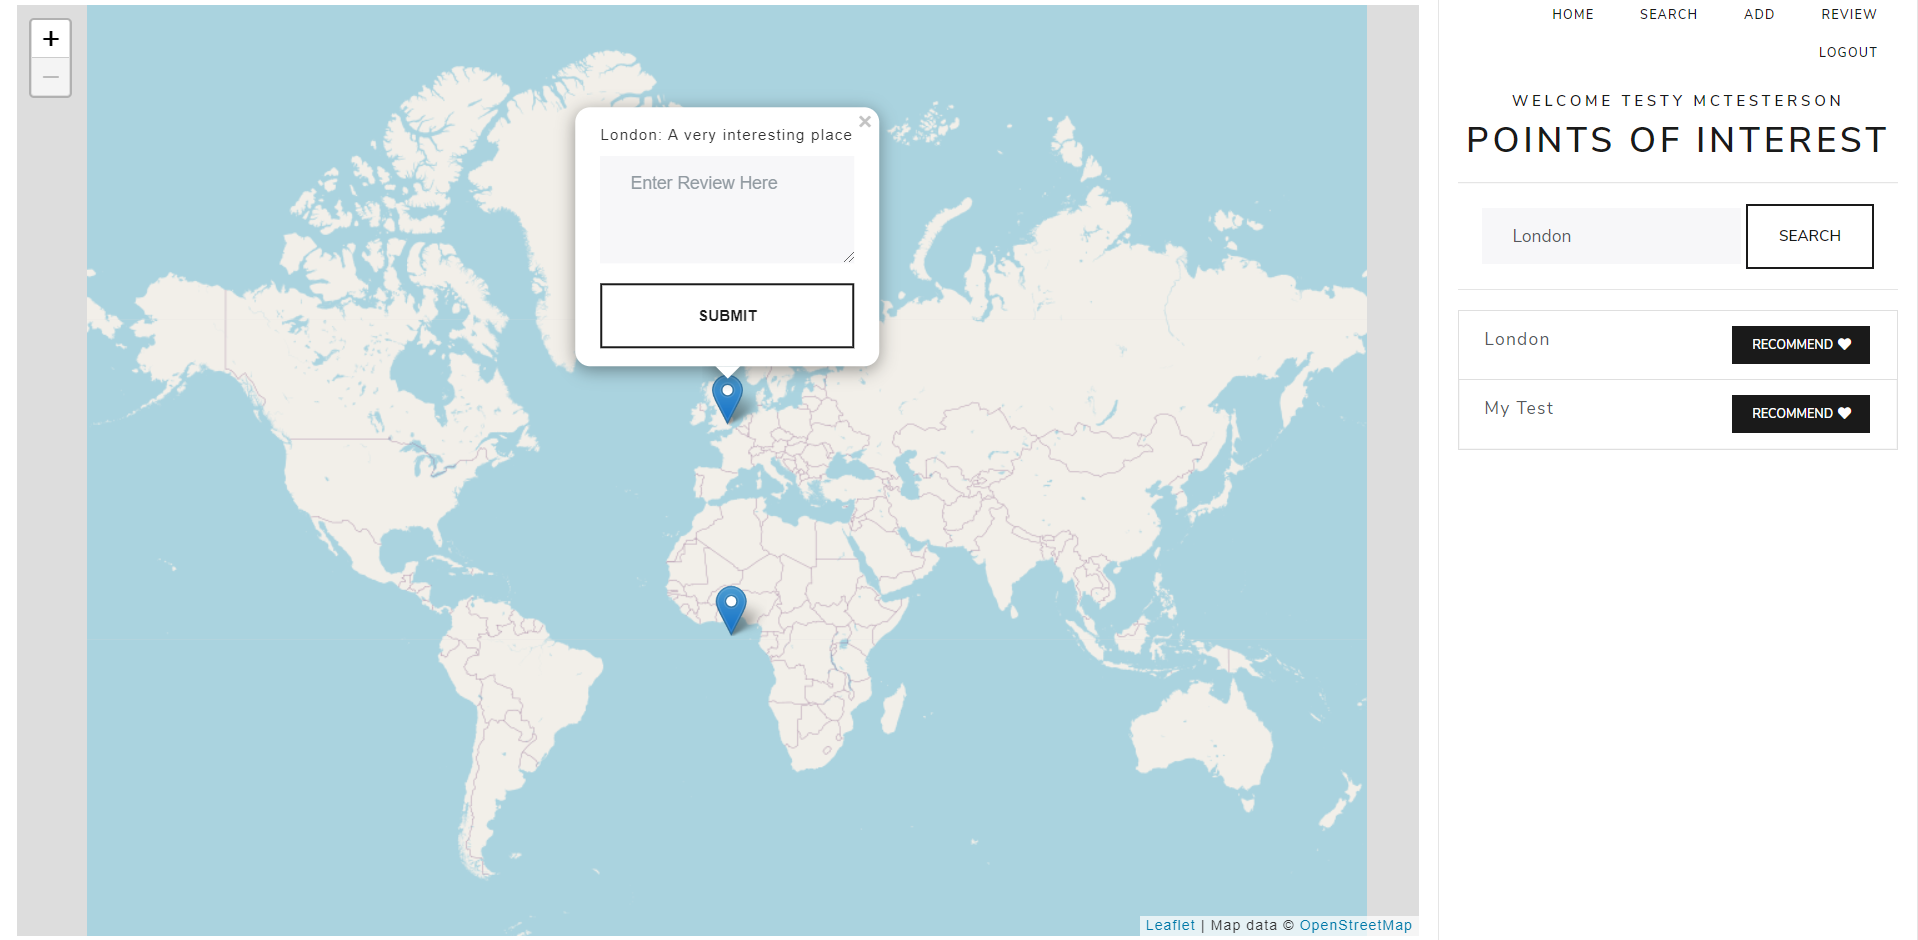 +
−
London: A very interesting place
×
Enter Review Here
SUBMIT
Leaflet | Map data © OpenStreetMap
HOME SEARCH ADD REVIEW
LOGOUT
WELCOME TESTY MCTESTERSON
POINTS OF INTEREST
London SEARCH
London RECOMMEND
My Test RECOMMEND